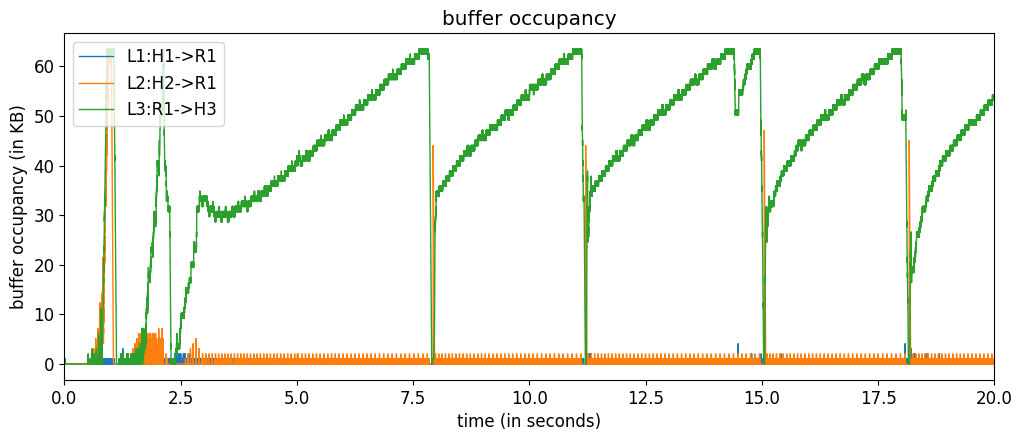 buffer occupancy
L1:H1->R1
L2:H2->R1
L3:R1->H3
buffer occupancy (in KB)
60
50
40
30
20
10
0
0.0 2.5 5.0 7.5 10.0 12.5 15.0 17.5 20.0
time (in seconds)